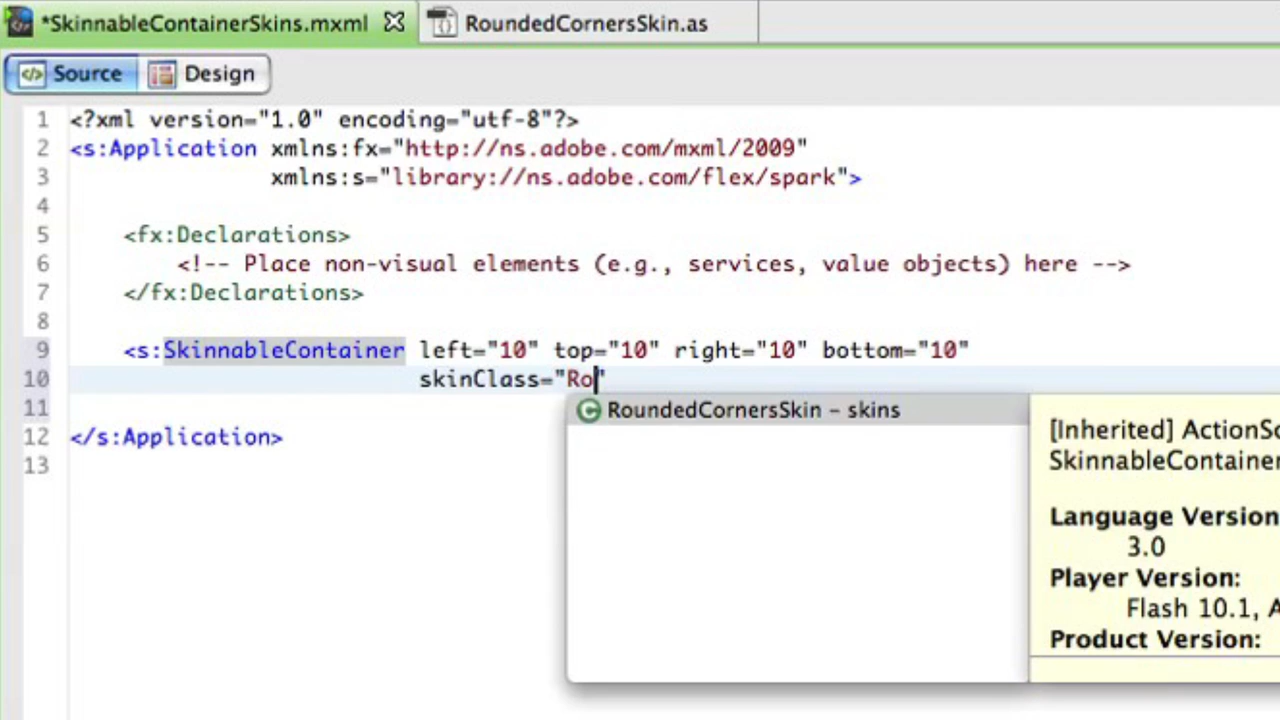 *SkinnableContainerSkins.mxml RoundedCornersSkin.as
Source Design
1 <?xml version="1.0" encoding="utf-8"?>
2 <s:Application xmlns:fx="http://ns.adobe.com/mxml/2009"
3 xmlns:s="library://ns.adobe.com/flex/spark">
4
5 <fx:Declarations>
6 <!-- Place non-visual elements (e.g., services, value objects) here -->
7 </fx:Declarations>
8
9 <s:SkinnableContainer left="10" top="10" right="10" bottom="10"
10 skinClass="Ro"
11
12 </s:Application>
13
RoundedCornersSkin - skins
[Inherited] ActionSc
SkinnableContainer
Language Version
3.0
Player Version:
Flash 10.1, A
Product Version: